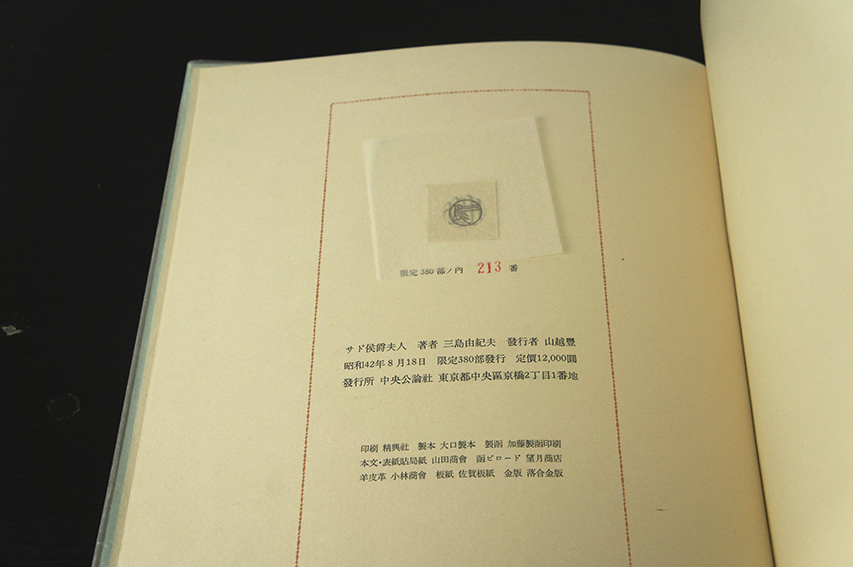 限定380部ノ內 213 番
サド侯爵夫人 著者 三島由紀夫 發行者 山越豊
昭和42年8月18日 限定380部發行 定價12,000圓
發行所 中央公論社 東京都中央區京橋2丁目1番地
印刷 精興社 製本 大口製本 製函 加藤製函印刷
本文・表紙貼局紙 山田商會 函ビロード 望月商店
羊皮革 小林商會 板紙 佐賀板紙 金版 落合金版